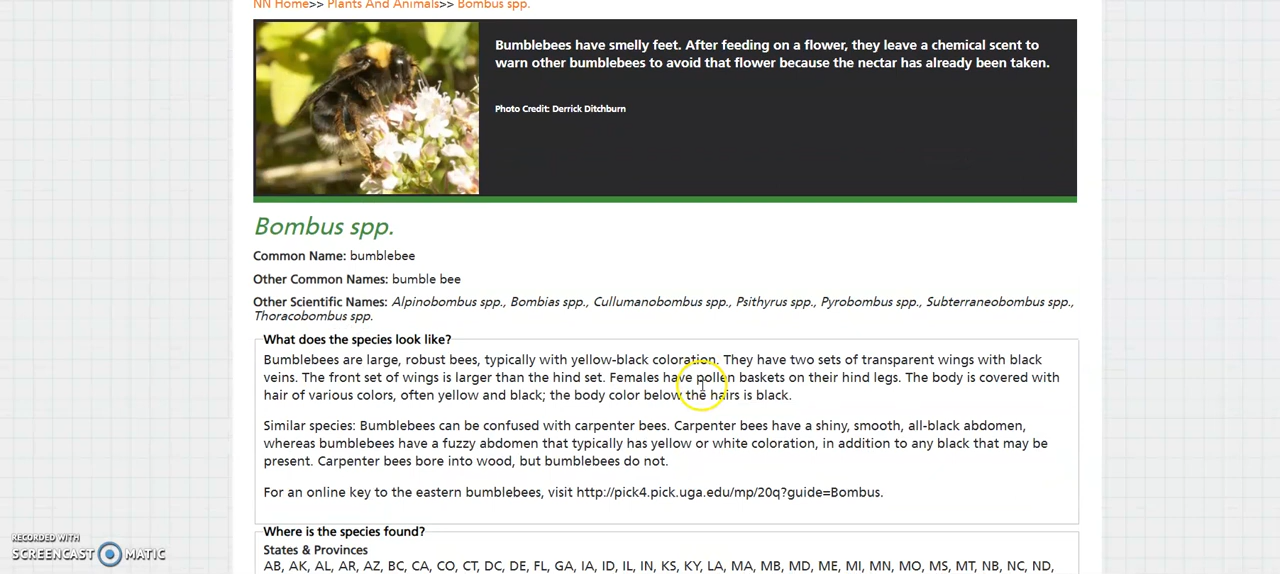 NN Home>> Plants And Animals>> Bombus spp.
Bumblebees have smelly feet. After feeding on a flower, they leave a chemical scent to
warn other bumblebees to avoid that flower because the nectar has already been taken.
Photo Credit: Derrick Ditchburn
Bombus spp.
Common Name: bumblebee
Other Common Names: bumble bee
Other Scientific Names: Alpinobombus spp., Bombias spp., Cullumanobombus spp., Psithyrus spp., Pyrobombus spp., Subterraneobombus spp.,
Thoracobombus spp.
What does the species look like?
Bumblebees are large, robust bees, typically with yellow-black coloration. They have two sets of transparent wings with black
veins. The front set of wings is larger than the hind set. Females have pollen baskets on their hind legs. The body is covered with
hair of various colors, often yellow and black; the body color below the hairs is black.
Similar species: Bumblebees can be confused with carpenter bees. Carpenter bees have a shiny, smooth, all-black abdomen,
whereas bumblebees have a fuzzy abdomen that typically has yellow or white coloration, in addition to any black that may be
present. Carpenter bees bore into wood, but bumblebees do not.
For an online key to the eastern bumblebees, visit http://pick4.pick.uga.edu/mp/20q?guide=Bombus.
Where is the species found?
States & Provinces
AB, AK, AL, AR, AZ, BC, CA, CO, CT, DC, DE, FL, GA, IA, ID, IL, IN, KS, KY, LA, MA, MB, MD, ME, MI, MN, MO, MS, MT, NB, NC, ND,
RECORDED WITH
SCREENCAST MATIC